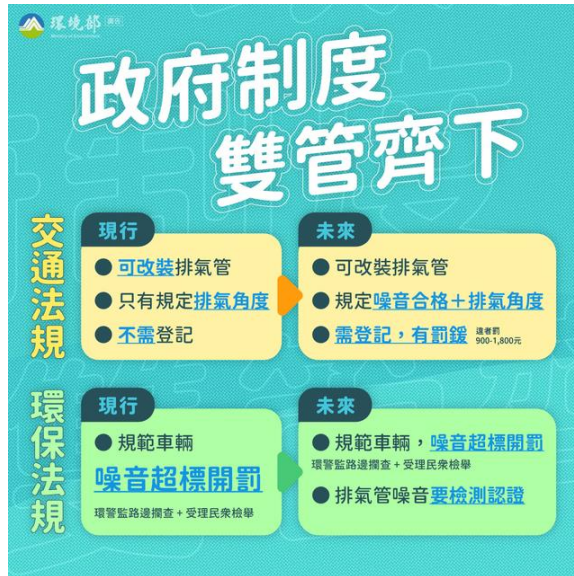 環境部 廣告
Ministry of Environment
政府制度
雙管齊下
交通法規
現行
● 可改裝排氣管
● 只有規定排氣角度
● 不需登記
未來
● 可改裝排氣管
● 規定噪音合格＋排氣角度
● 需登記，有罰鍰 違者罰
900-1,800元
環保法規
現行
● 規範車輛
噪音超標開罰
環警監路邊攔查＋受理民眾檢舉
未來
● 規範車輛，噪音超標開罰
環警監路邊攔查＋受理民眾檢舉
● 排氣管噪音要檢測認證